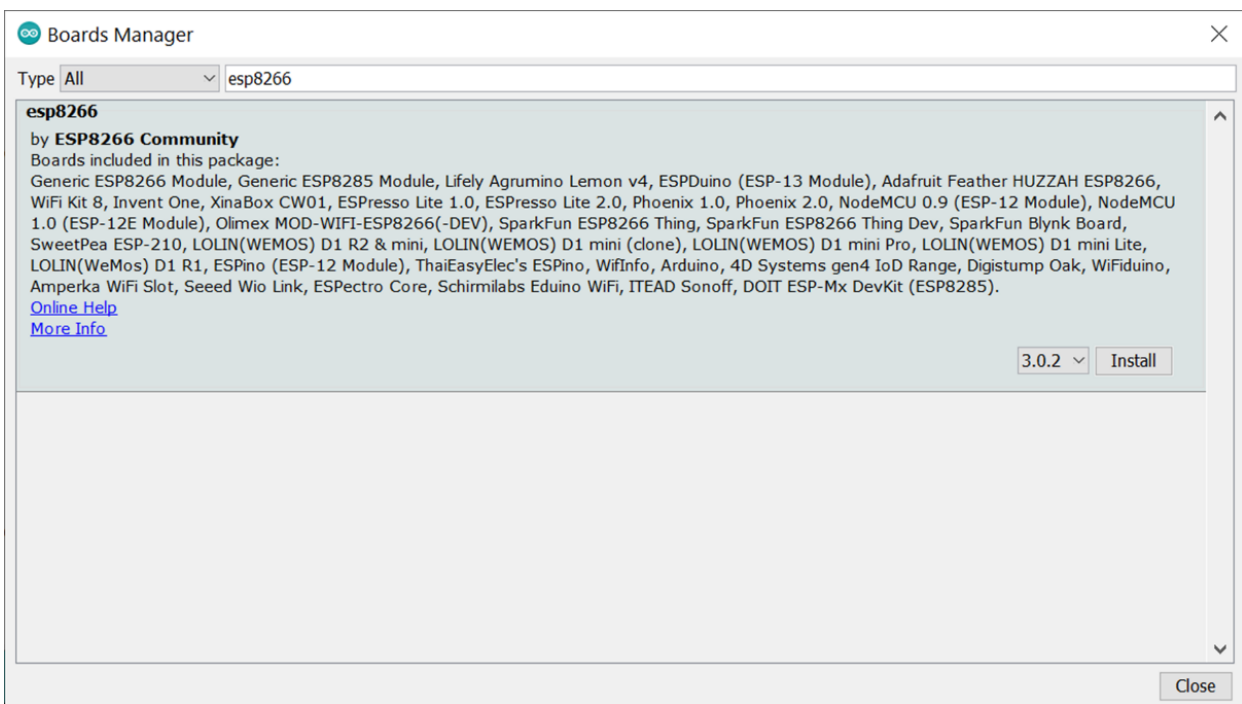 Boards Manager
Type All esp8266
esp8266
by ESP8266 Community
Boards included in this package:
Generic ESP8266 Module, Generic ESP8285 Module, Lifely Agrumino Lemon v4, ESPDuino (ESP-13 Module), Adafruit Feather HUZZAH ESP8266,
WiFi Kit 8, Invent One, XinaBox CW01, ESPresso Lite 1.0, ESPresso Lite 2.0, Phoenix 1.0, Phoenix 2.0, NodeMCU 0.9 (ESP-12 Module), NodeMCU
1.0 (ESP-12E Module), Olimex MOD-WIFI-ESP8266(-DEV), SparkFun ESP8266 Thing, SparkFun ESP8266 Thing Dev, SparkFun Blynk Board,
SweetPea ESP-210, LOLIN(WEMOS) D1 R2 & mini, LOLIN(WEMOS) D1 mini (clone), LOLIN(WEMOS) D1 mini Pro, LOLIN(WEMOS) D1 mini Lite,
LOLIN(WeMos) D1 R1, ESPino (ESP-12 Module), ThaiEasyElec's ESPino, WifInfo, Arduino, 4D Systems gen4 IoD Range, Digistump Oak, WiFiduino,
Amperka WiFi Slot, Seeed Wio Link, ESPectro Core, Schirmilabs Eduino WiFi, ITEAD Sonoff, DOIT ESP-Mx DevKit (ESP8285).
Online Help
More Info
3.0.2 Install
Close